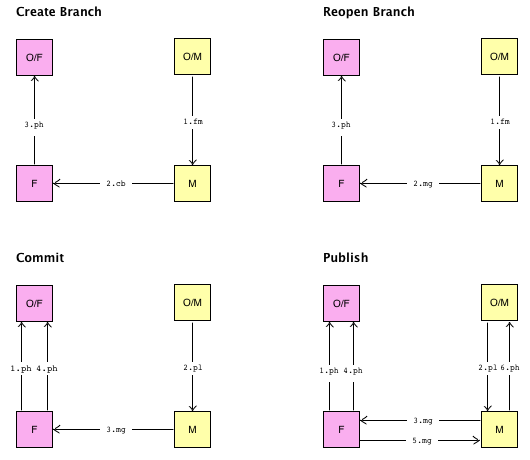 Create Branch
Reopen Branch
O/F
O/M
O/F
O/M
3.ph
1.fm
3.ph
1.fm
F
2.cb
M
F
2.mg
M
Commit
Publish
O/F
O/M
O/F
O/M
1.ph 4.ph
2.pl
1.ph 4.ph
2.pl 6.ph
F
3.mg
M
F
3.mg
5.mg
M